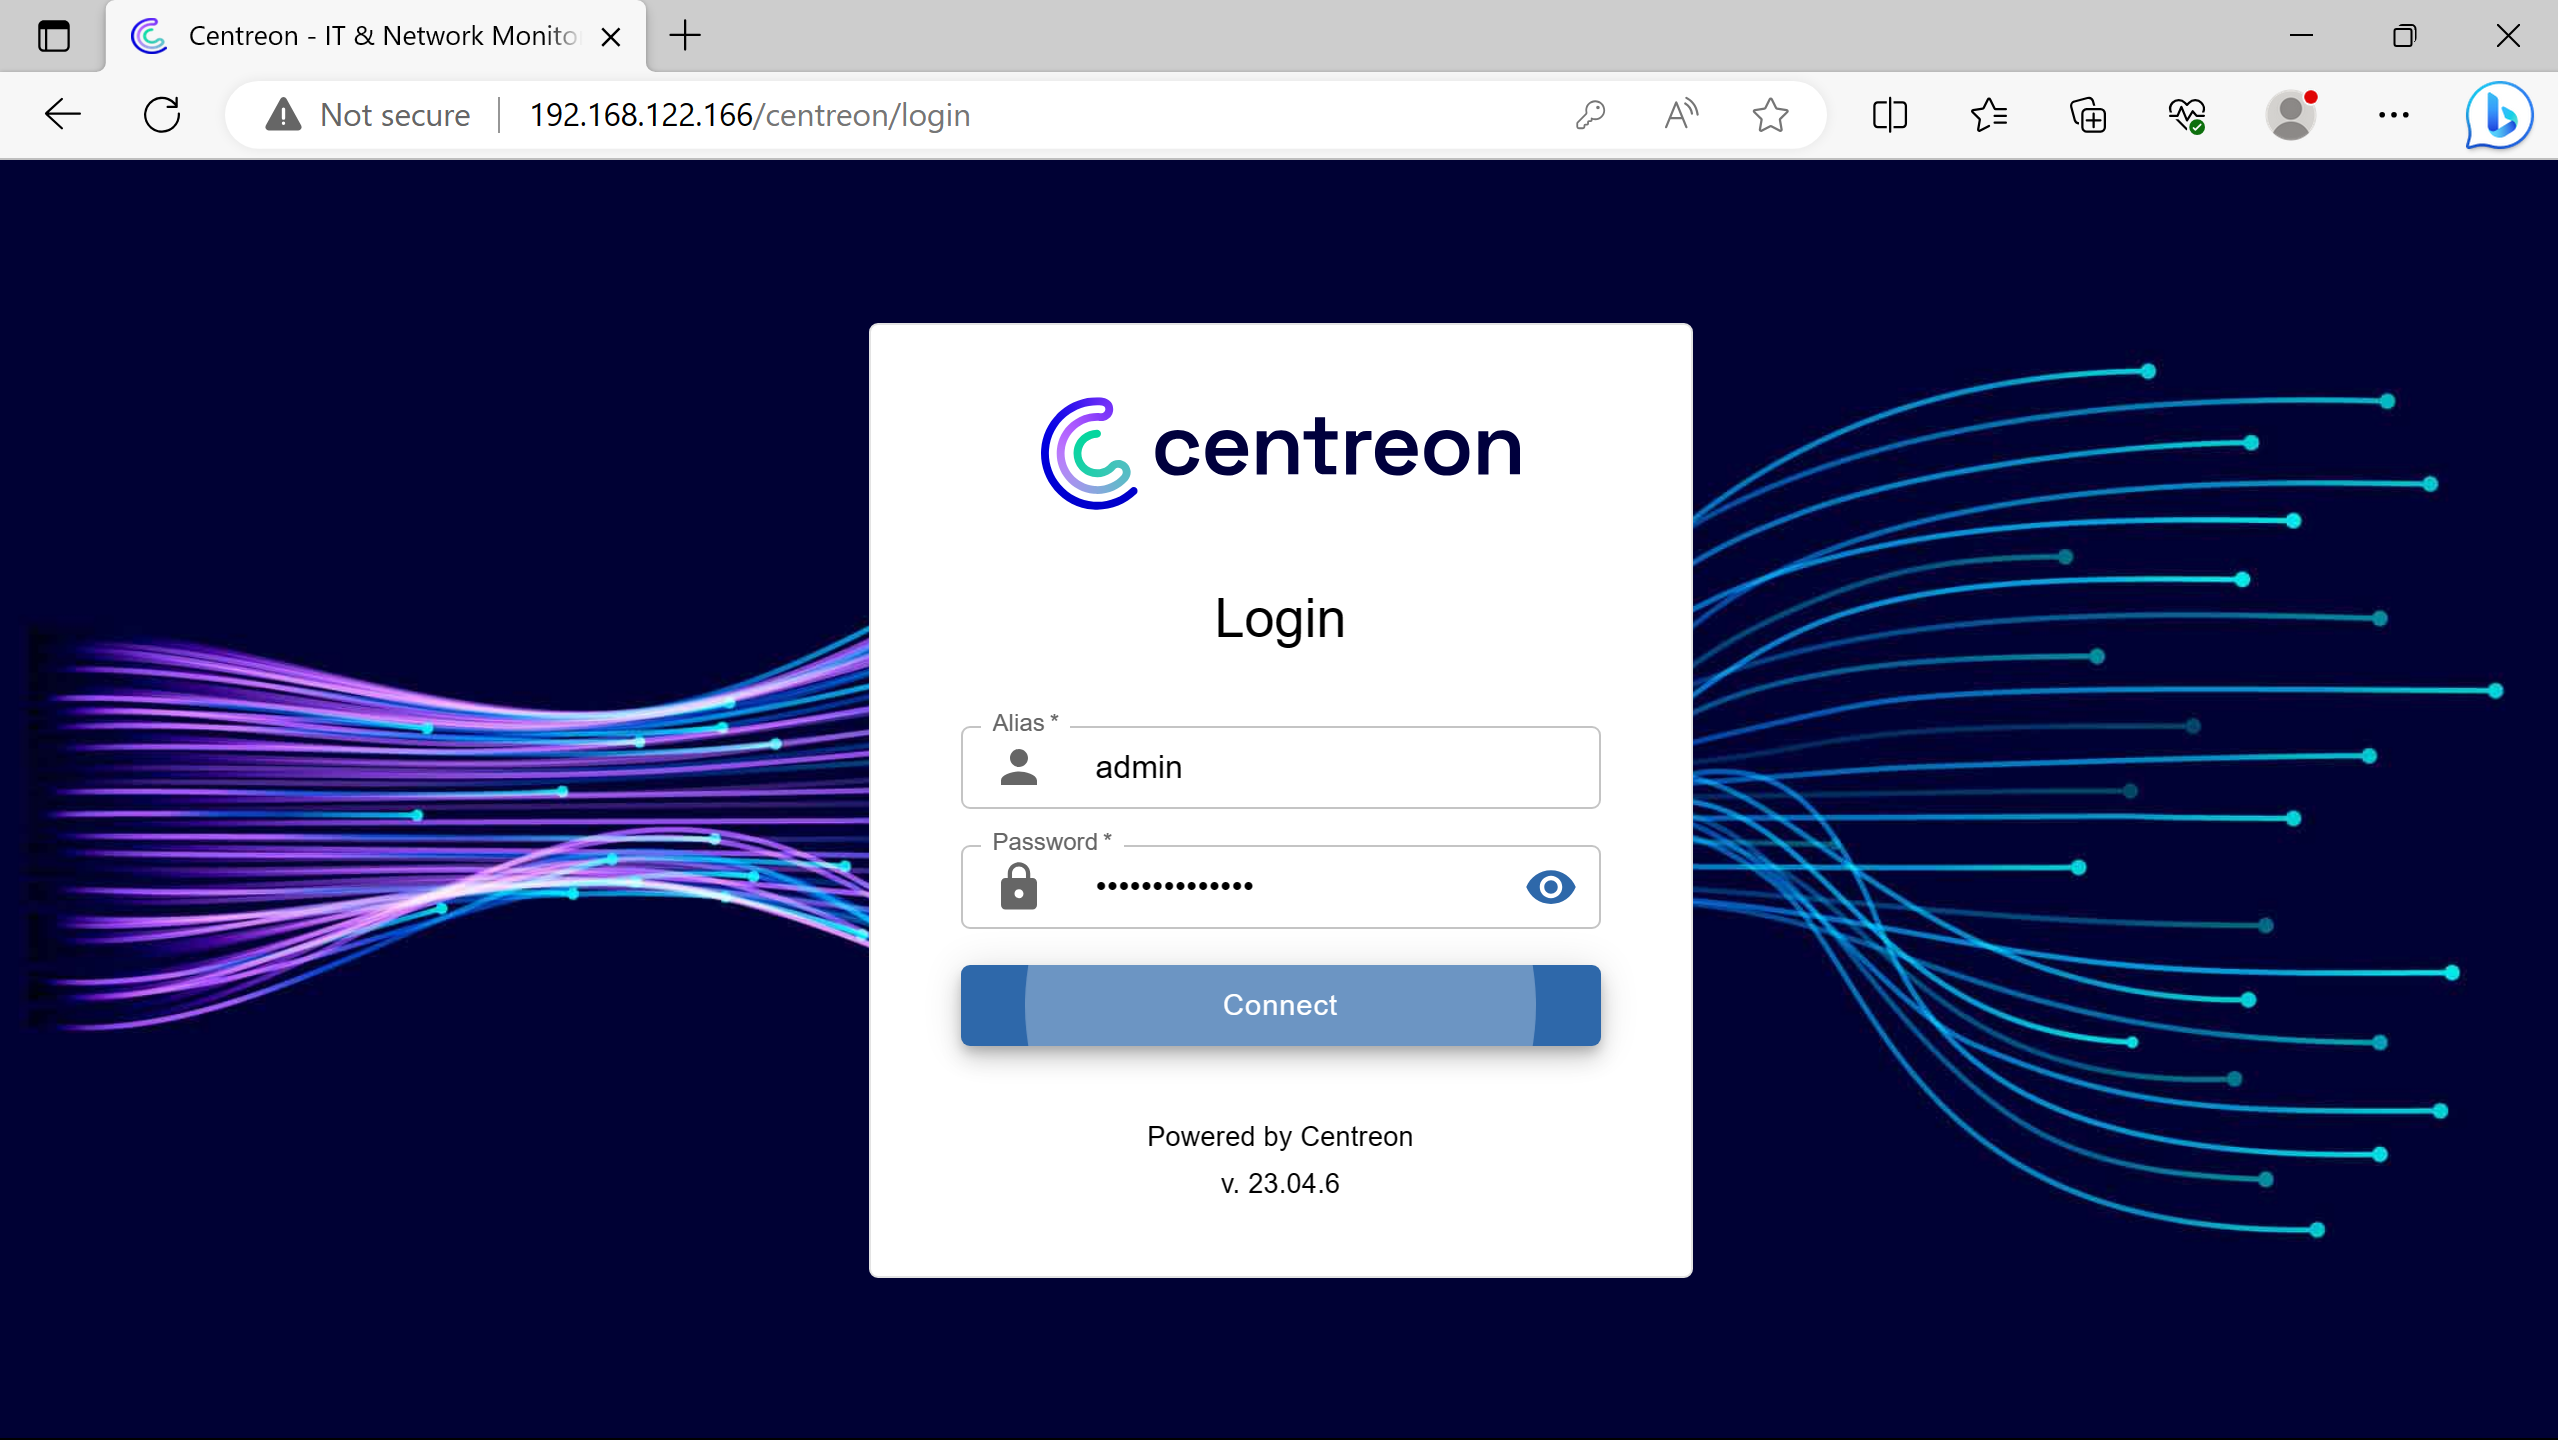 Centreon - IT & Network Monito
Not secure
192.168.122.166/centreon/login
centreon
Login
Alias *
admin
Password *
••••••••••••••
Connect
Powered by Centreon
v. 23.04.6